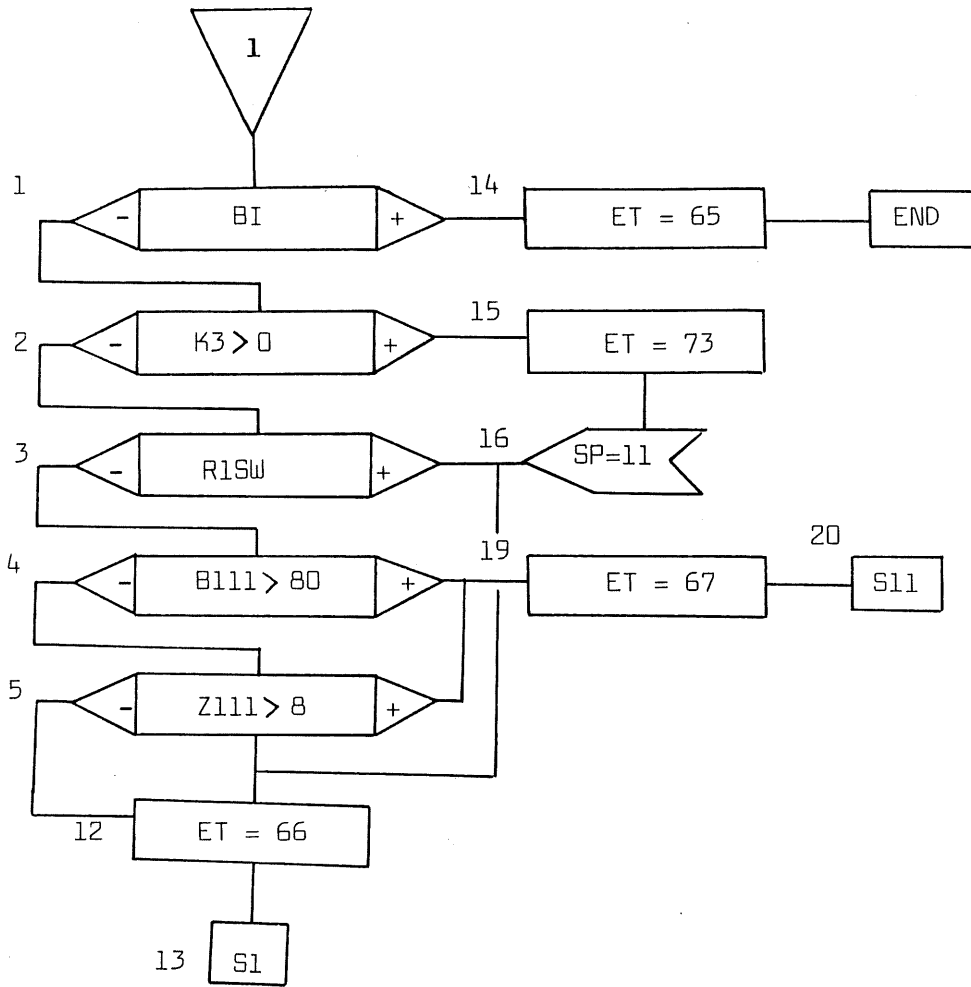 1
1
- BI +
14
ET = 65
END
2
- K3 > 0 +
15
ET = 73
3
- R1SW +
16
SP=11
4
- B111 > 80 +
19
ET = 67
20
S11
5
- Z111 > 8 +
12
ET = 66
13
S1